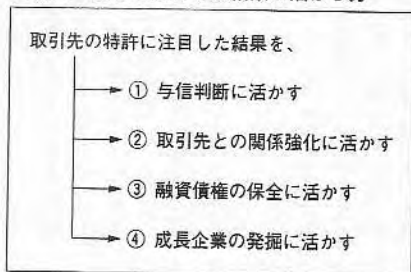 取引先の特許に注目した結果を、
① 与信判断に活かす
② 取引先との関係強化に活かす
③ 融資債権の保全に活かす
④ 成長企業の発掘に活かす